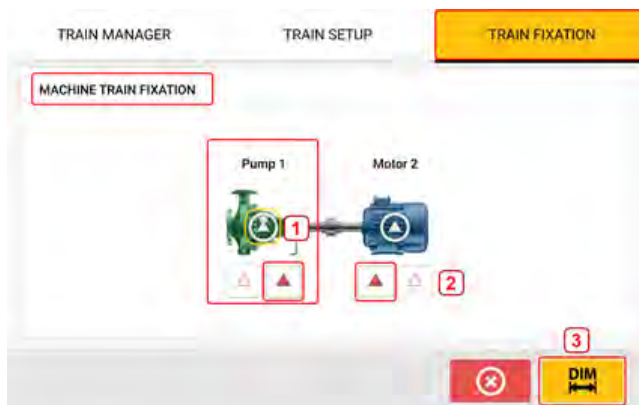 TRAIN MANAGER
TRAIN SETUP
TRAIN FIXATION
MACHINE TRAIN FIXATION
Pump 1
Motor 2
1
2
3
DIM